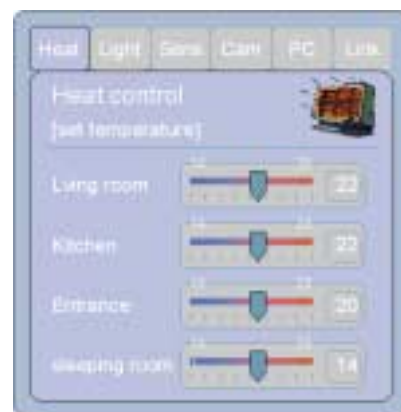 Heat Light Sens Cam PC Link
Heat control
[set temperature]
Living room 22
Kitchen 22
Entrance 20
sleeping room 14